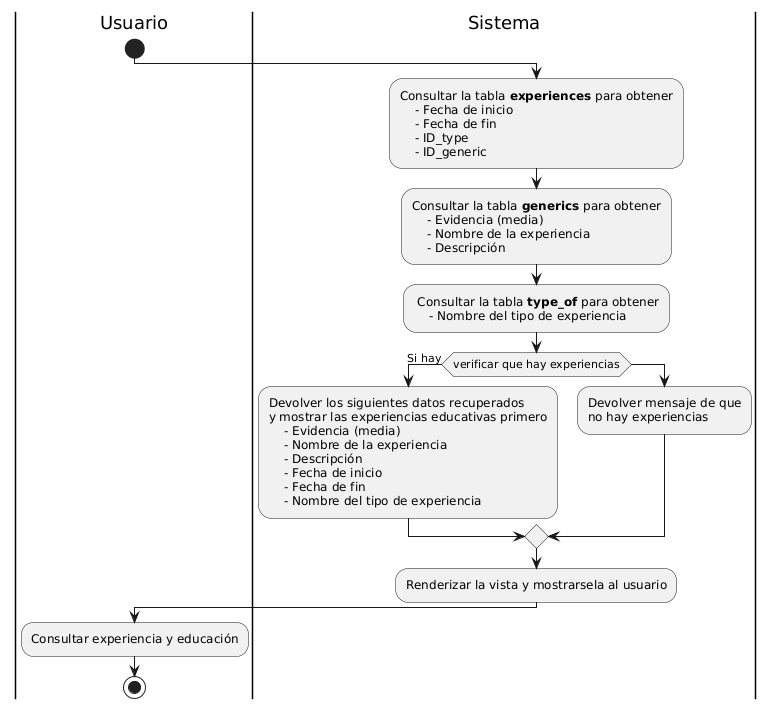 Usuario
Sistema
Consultar la tabla experiences para obtener
- Fecha de inicio
- Fecha de fin
- ID_type
- ID_generic
Consultar la tabla generics para obtener
- Evidencia (media)
- Nombre de la experiencia
- Descripción
Consultar la tabla type_of para obtener
- Nombre del tipo de experiencia
Si hay
verificar que hay experiencias
Devolver los siguientes datos recuperados
y mostrar las experiencias educativas primero
- Evidencia (media)
- Nombre de la experiencia
- Descripción
- Fecha de inicio
- Fecha de fin
- Nombre del tipo de experiencia
Devolver mensaje de que
no hay experiencias
Renderizar la vista y mostrarsela al usuario
Consultar experiencia y educación